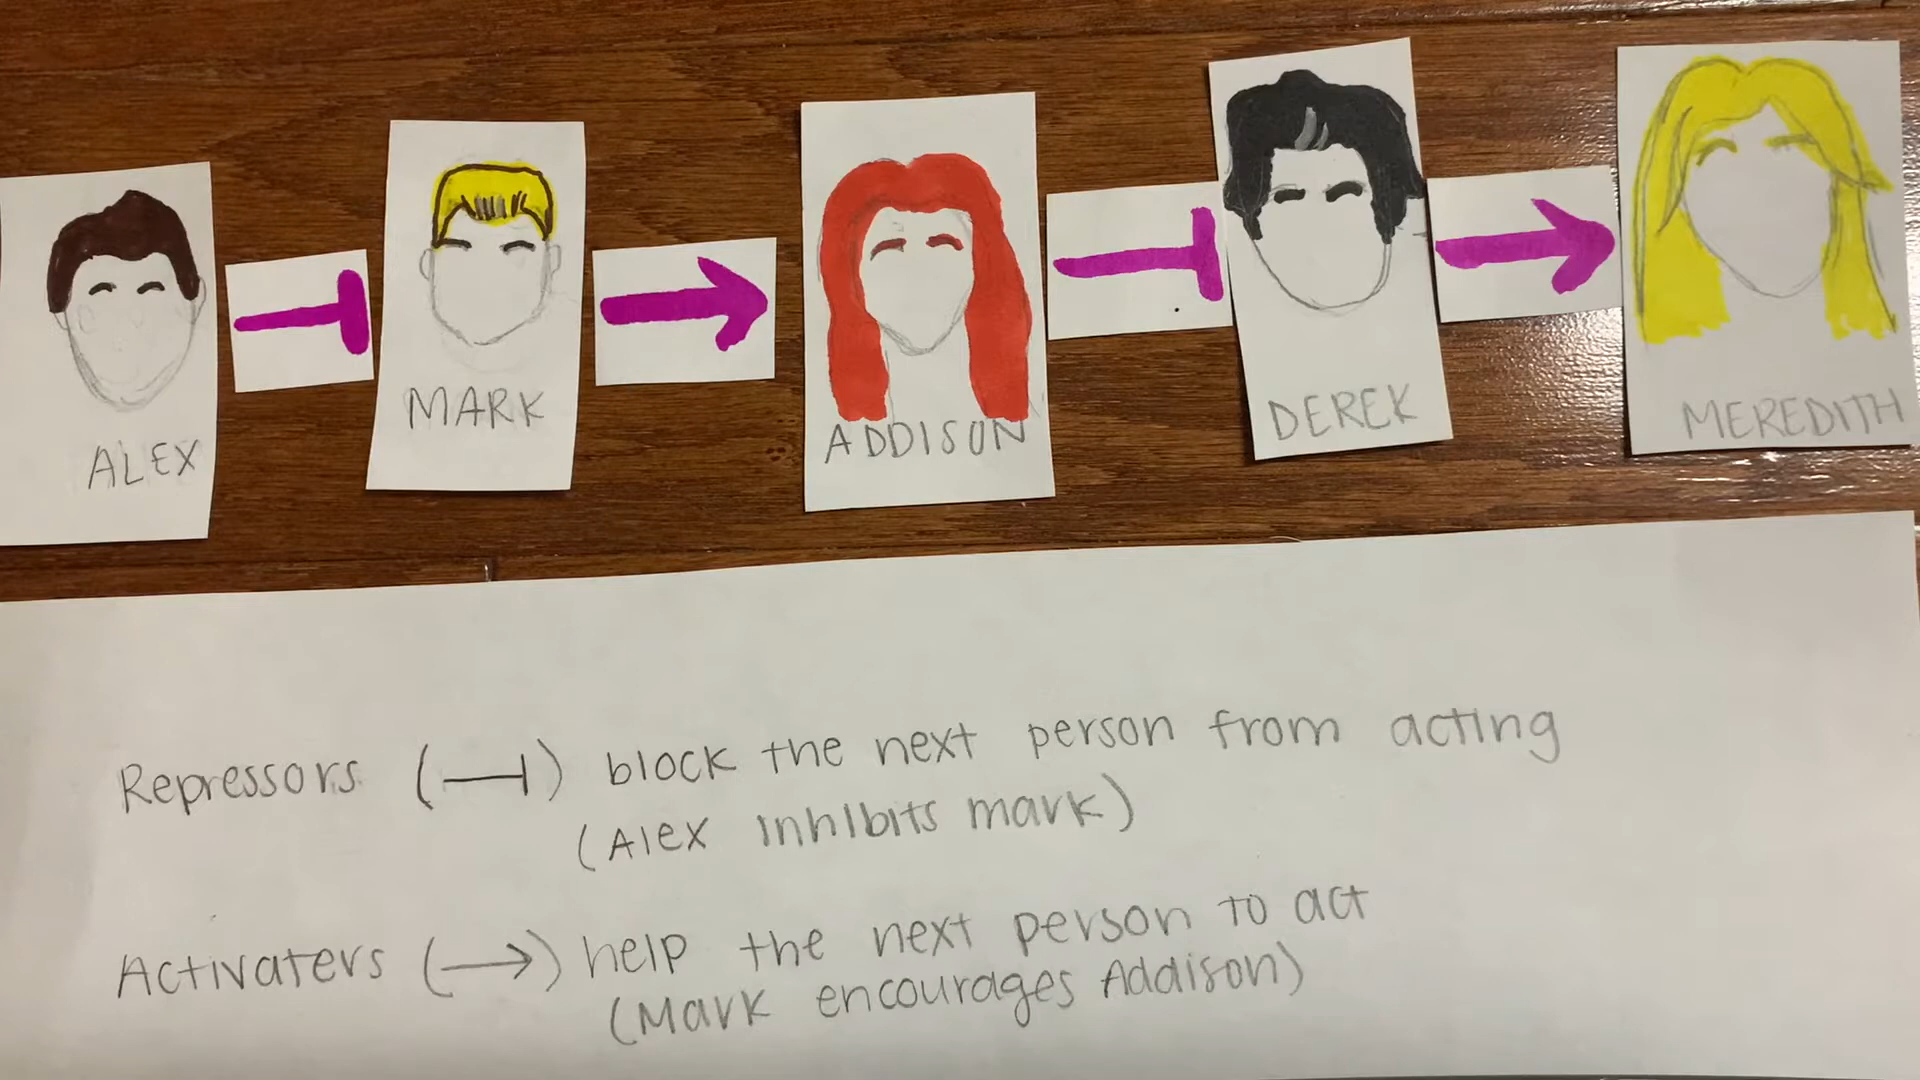 ALEX
MARK
ADDISON
DEREK
MEREDITH
Repressors (—|) block the next person from acting
(Alex inhibits mark)
Activaters (→) help the next person to act
(Mark encourages Addison)